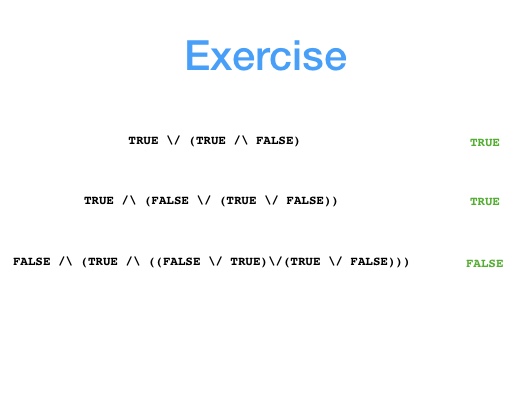 Exercise
TRUE \/ (TRUE /\ FALSE) TRUE
TRUE /\ (FALSE \/ (TRUE \/ FALSE)) TRUE
FALSE /\ (TRUE /\ ((FALSE \/ TRUE)\/(TRUE \/ FALSE))) FALSE